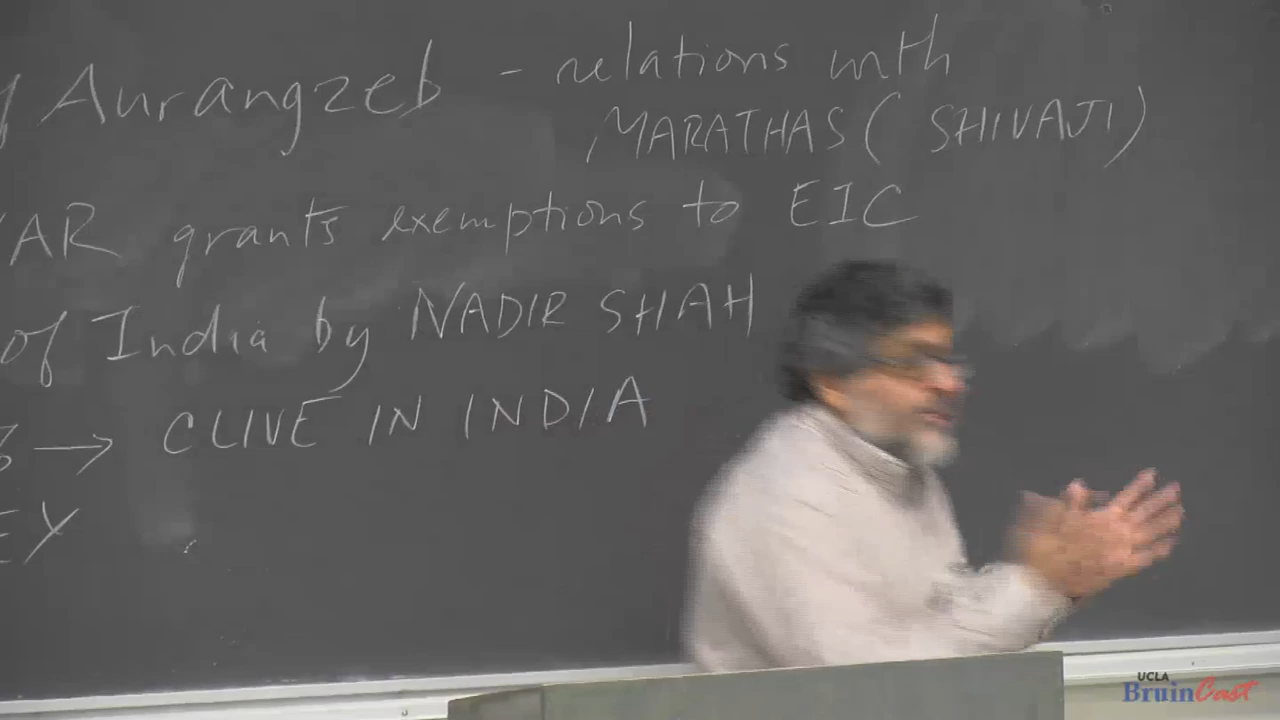 Aurangzeb - relations with
MARATHAS (SHIVAJI)
YAR grants exemptions to EIC
of India by NADIR SHAH
→ CLIVE IN INDIA
EY
UCLA
BruinCast